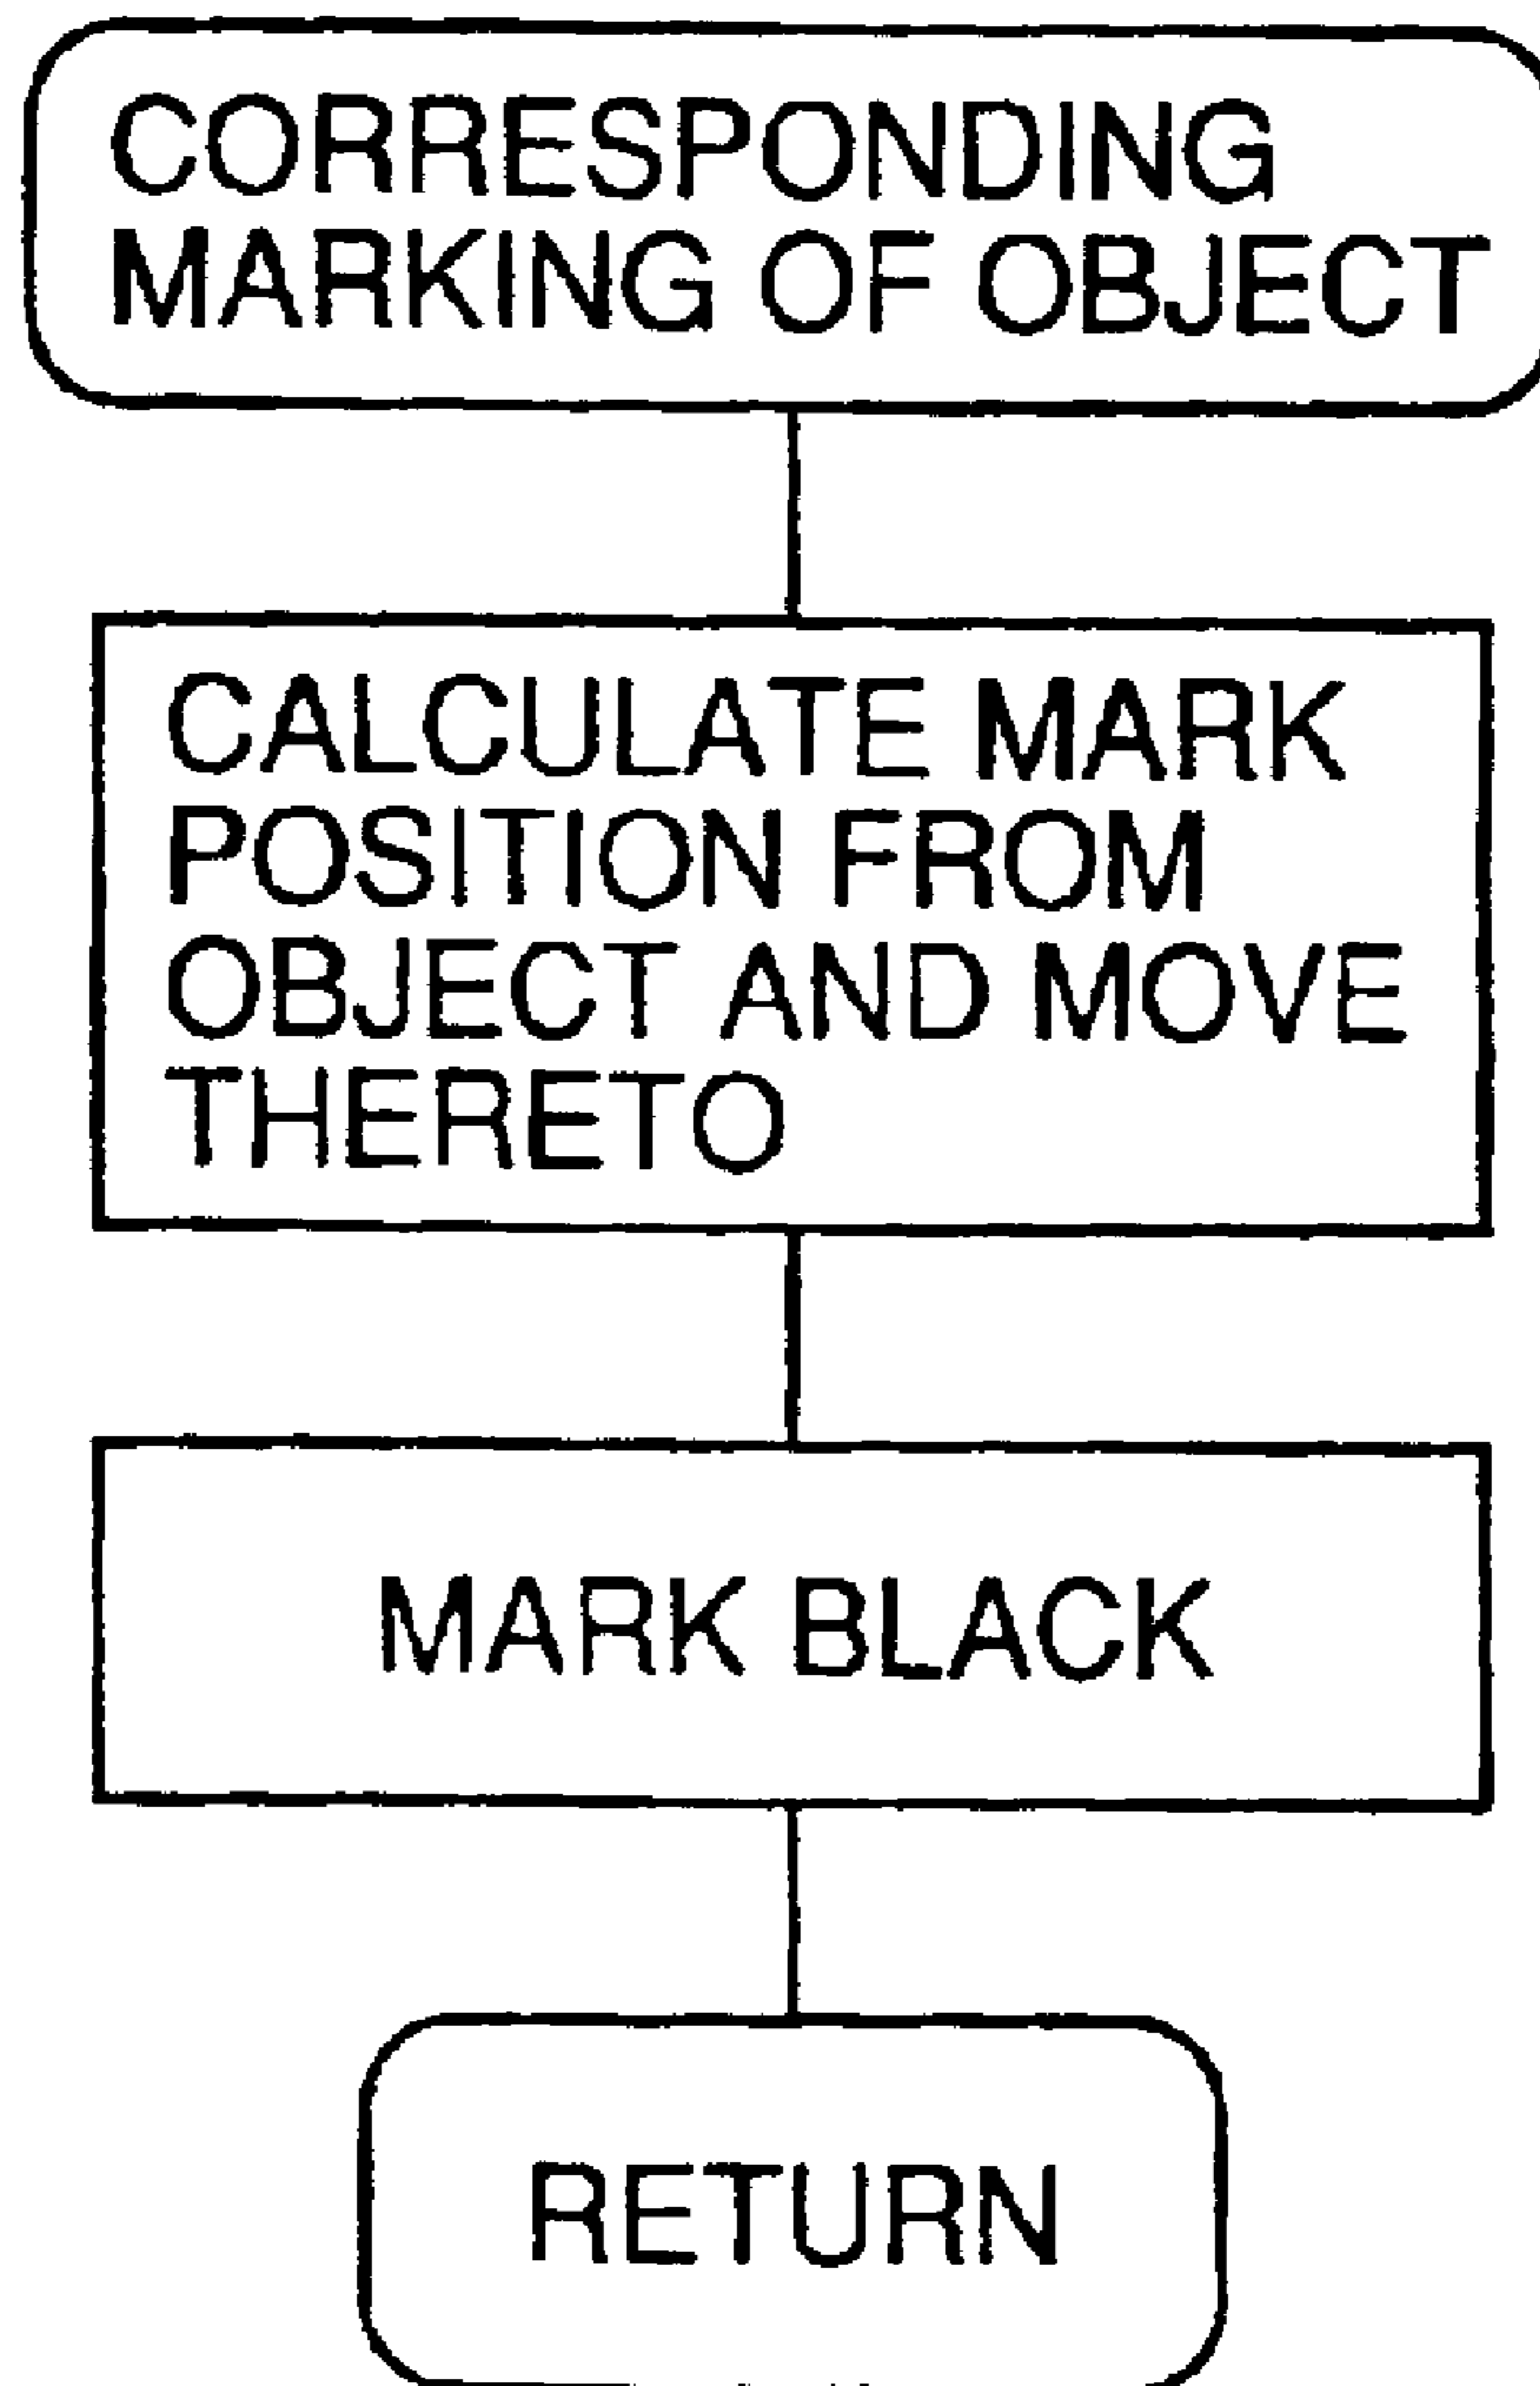 CORRESPONDING
MARKING OF OBJECT
CALCULATE MARK
POSITION FROM
OBJECT AND MOVE
THERETO
MARK BLACK
RETURN